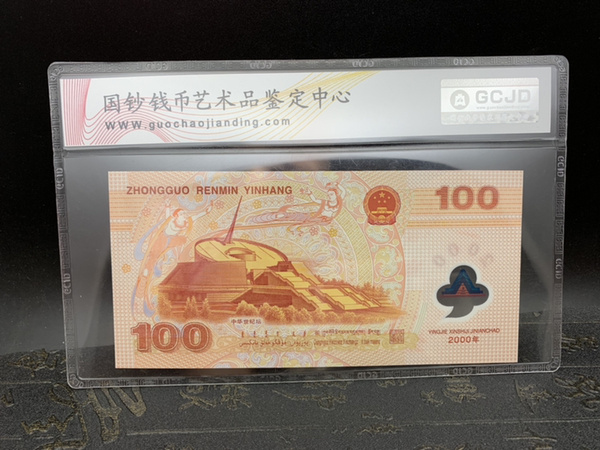 国钞钱币艺术品鉴定中心
www.guochaojianding.com
GCJD
ZHONGGUO RENMIN YINHANG
100
中华世纪坛
100
YINGJIE XINSHIJI JINIANCHAO
2000年